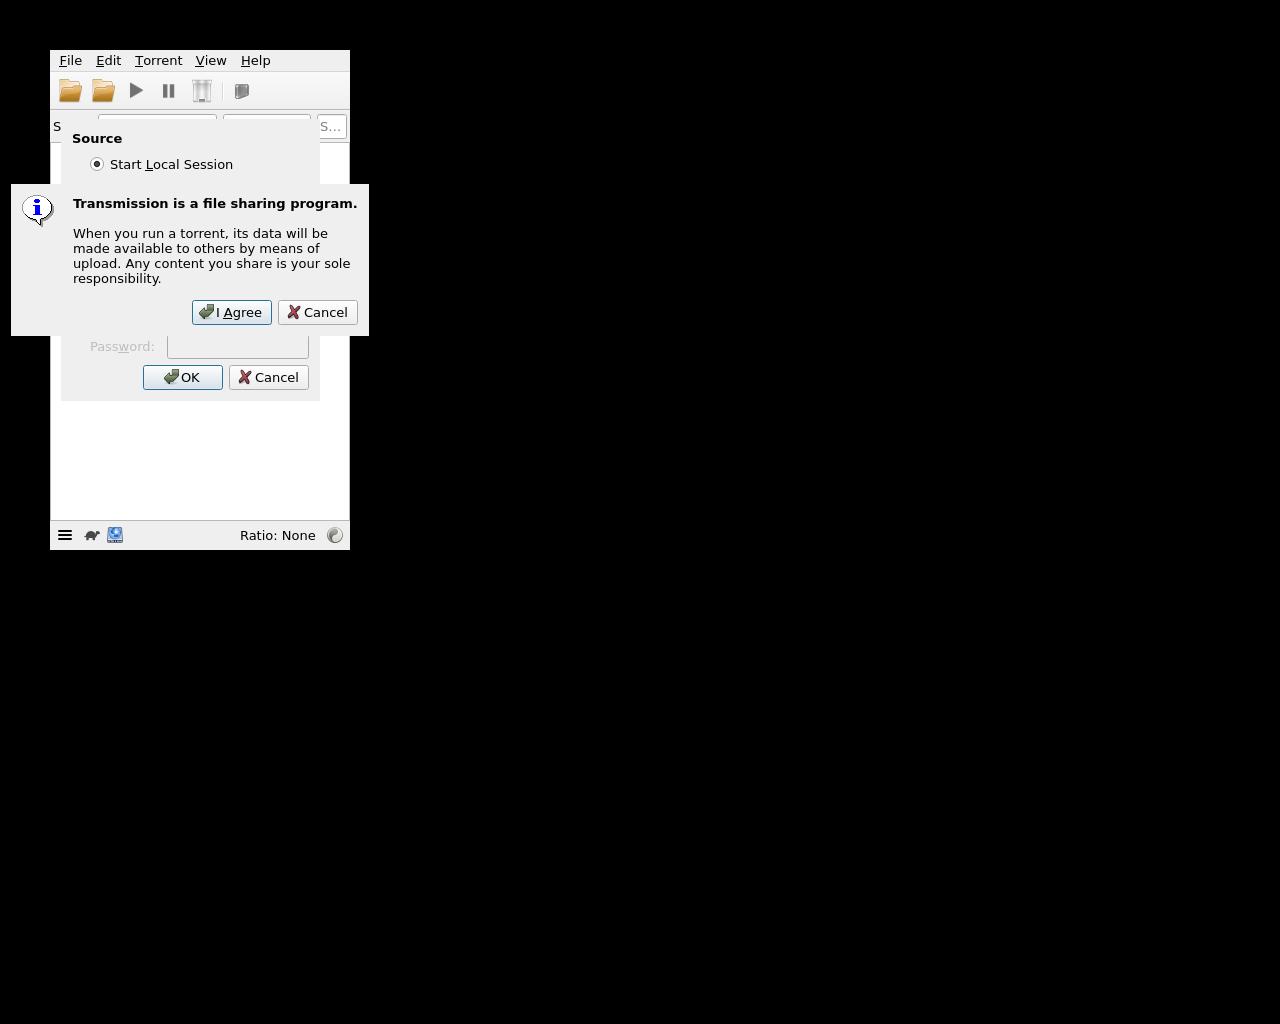 File Edit Torrent View Help
S
S...
Source
Start Local Session
Transmission is a file sharing program.
When you run a torrent, its data will be
made available to others by means of
upload. Any content you share is your sole
responsibility.
I Agree Cancel
Password:
OK Cancel
Ratio: None